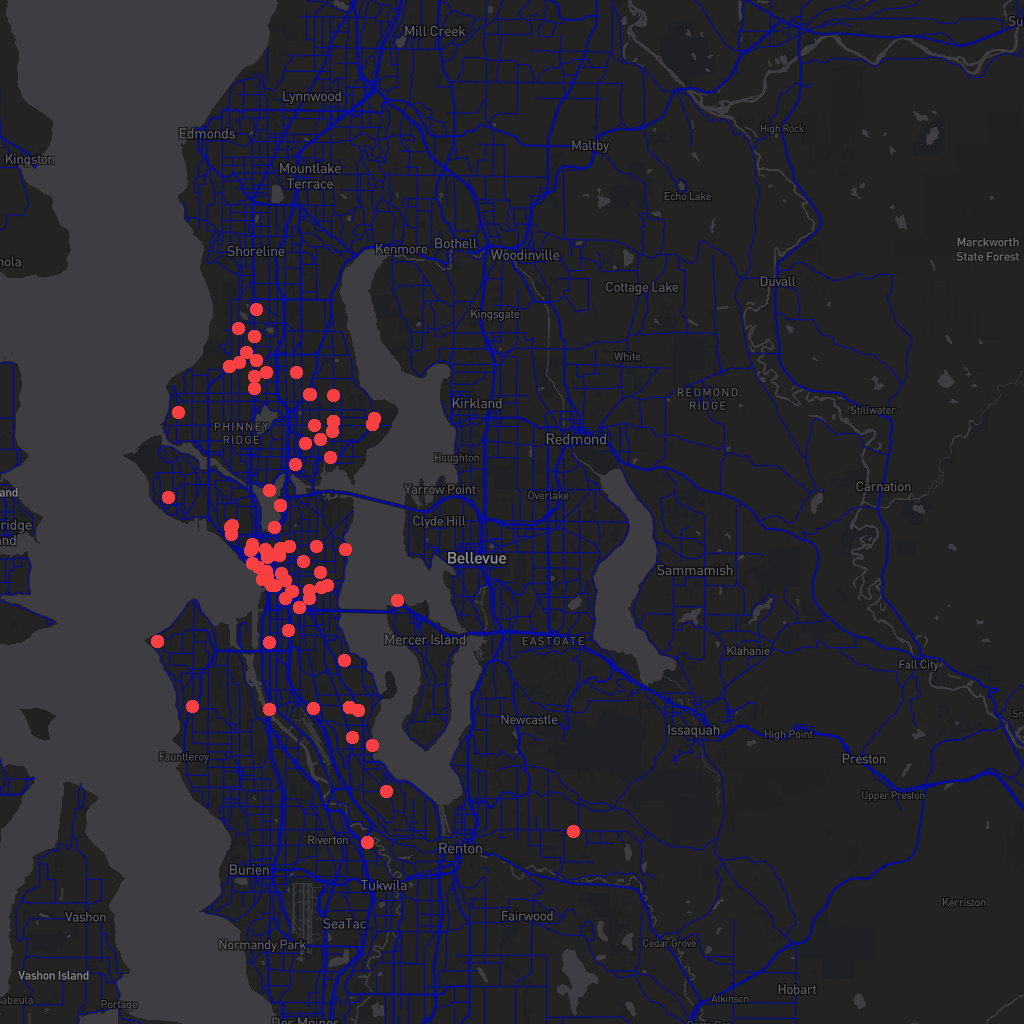 Mill Creek
Su
Lynnwood
Edmonds
High Rock
Maltby
Kingston
Mountlake
Terrace
Echo Lake
Shoreline
Kenmore
Bothell
Woodinville
Marckworth
State Forest
nola
Duvall
Cottage Lake
Kingsgate
White
REDMOND
RIDGE
Kirkland
Stillwater
PHINNEY
RIDGE
Redmond
Houghton
Carnation
Yarrow Point
Overlake
and
Clyde Hill
ridge
nd
Bellevue
Sammamish
Mercer Island
EASTGATE
Klahanie
Fall City
Newcastle
Sn
Issaquah
High Point
Fauntleroy
Preston
Upper Preston
Riverton
Renton
Burien
Tukwila
Vashon
SeaTac
Fairwood
Kerriston
Normandy Park
Cedar Grove
Vashon Island
Hobart
Sabeula
Portage
Atkinson
Des Moines